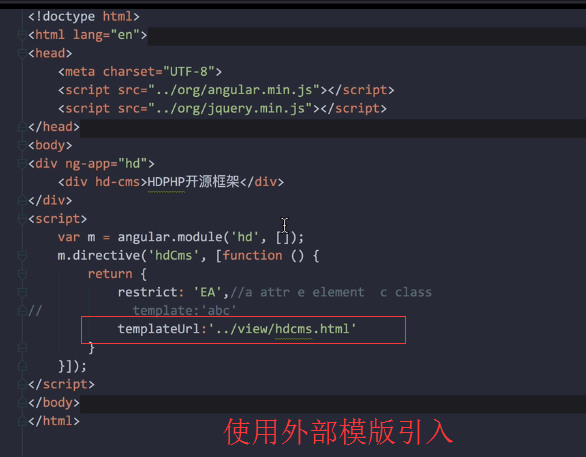 <!doctype html>
<html lang="en">
<head>
    <meta charset="UTF-8">
    <script src="../org/angular.min.js"></script>
    <script src="../org/jquery.min.js"></script>
</head>
<body>
<div ng-app="hd">
    <div hd-cms>HDPHP开源框架</div>
</div>
<script>
    var m = angular.module('hd', []);
    m.directive('hdCms', [function () {
        return {
            restrict: 'EA',//a attr e element  c class
//            template:'abc'
            templateUrl:'../view/hdcms.html'
        }
    }]);
</script>
</body>
</html>
使用外部模版引入